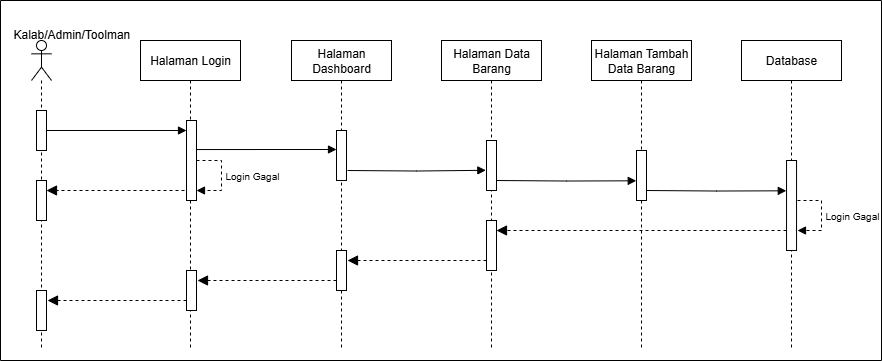 Kalab/Admin/Toolman
Halaman Login
Halaman
Dashboard
Halaman Data
Barang
Halaman Tambah
Data Barang
Database
Login Gagal
Login Gagal